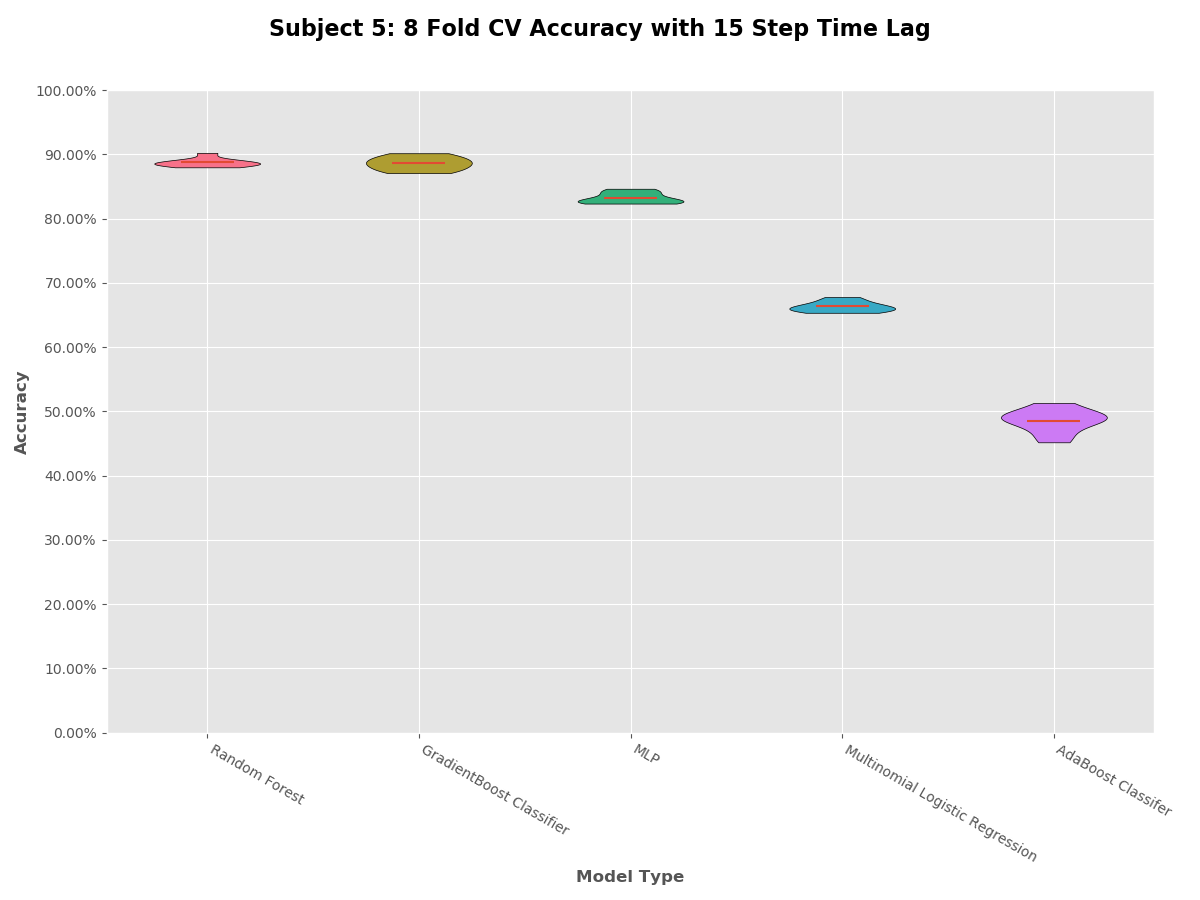 Subject 5: 8 Fold CV Accuracy with 15 Step Time Lag
100.00%
90.00%
80.00%
70.00%
60.00%
50.00%
40.00%
30.00%
20.00%
10.00%
0.00%
Accuracy
Random Forest
GradientBoost Classifier
MLP
Multinomial Logistic Regression
AdaBoost Classifer
Model Type